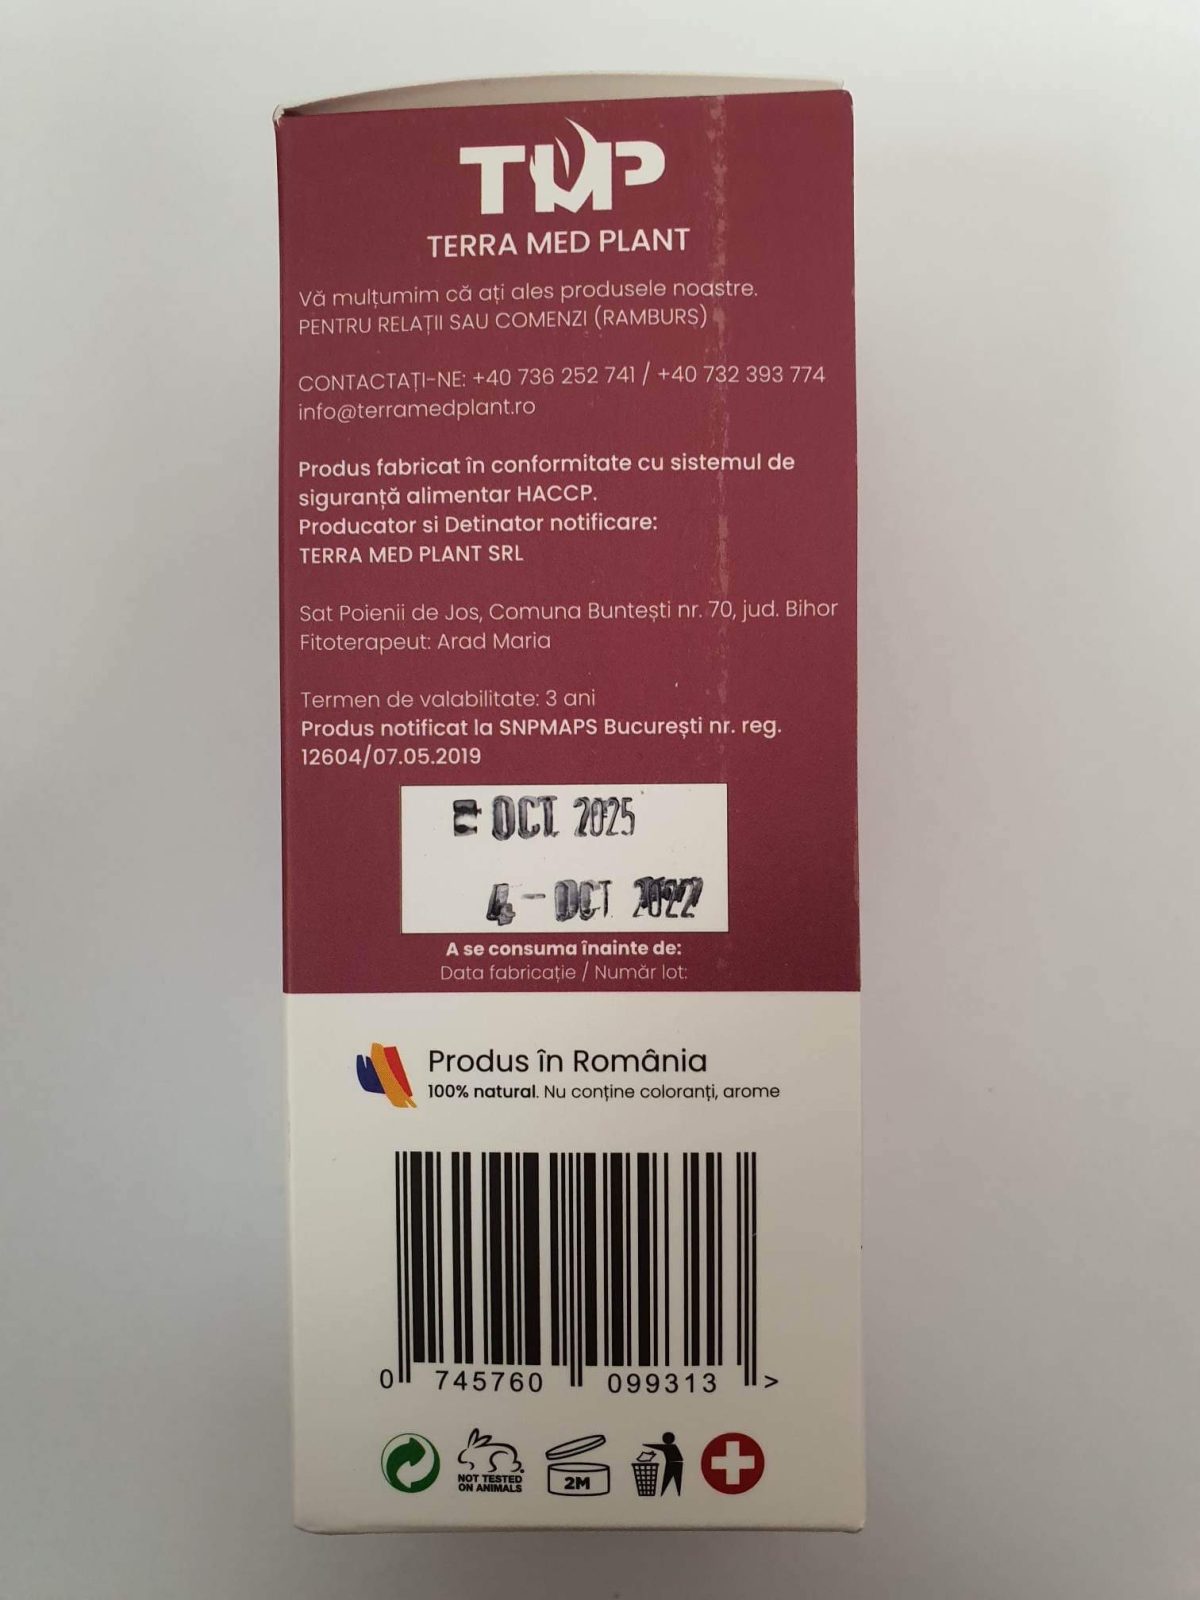 TMP
TERRA MED PLANT
Vă mulțumim că ați ales produsele noastre.
PENTRU RELAȚII SAU COMENZI (RAMBURS)
CONTACTAȚI-NE: +40 736 252 741 / +40 732 393 774
info@terramedplant.ro
Produs fabricat în conformitate cu sistemul de
siguranță alimentar HACCP.
Producator si Detinator notificare:
TERRA MED PLANT SRL
Sat Poienii de Jos, Comuna Buntești nr. 70, jud. Bihor
Fitoterapeut: Arad Maria
Termen de valabilitate: 3 ani
Produs notificat la SNPMAPS București nr. reg.
12604/07.05.2019
OCT 2025
4 - OCT 2022
A se consuma înainte de:
Data fabricație / Număr lot:
Produs în România
100% natural. Nu conține coloranți, arome
0 745760 099313 >
NOT TESTED
ON ANIMALS
2M